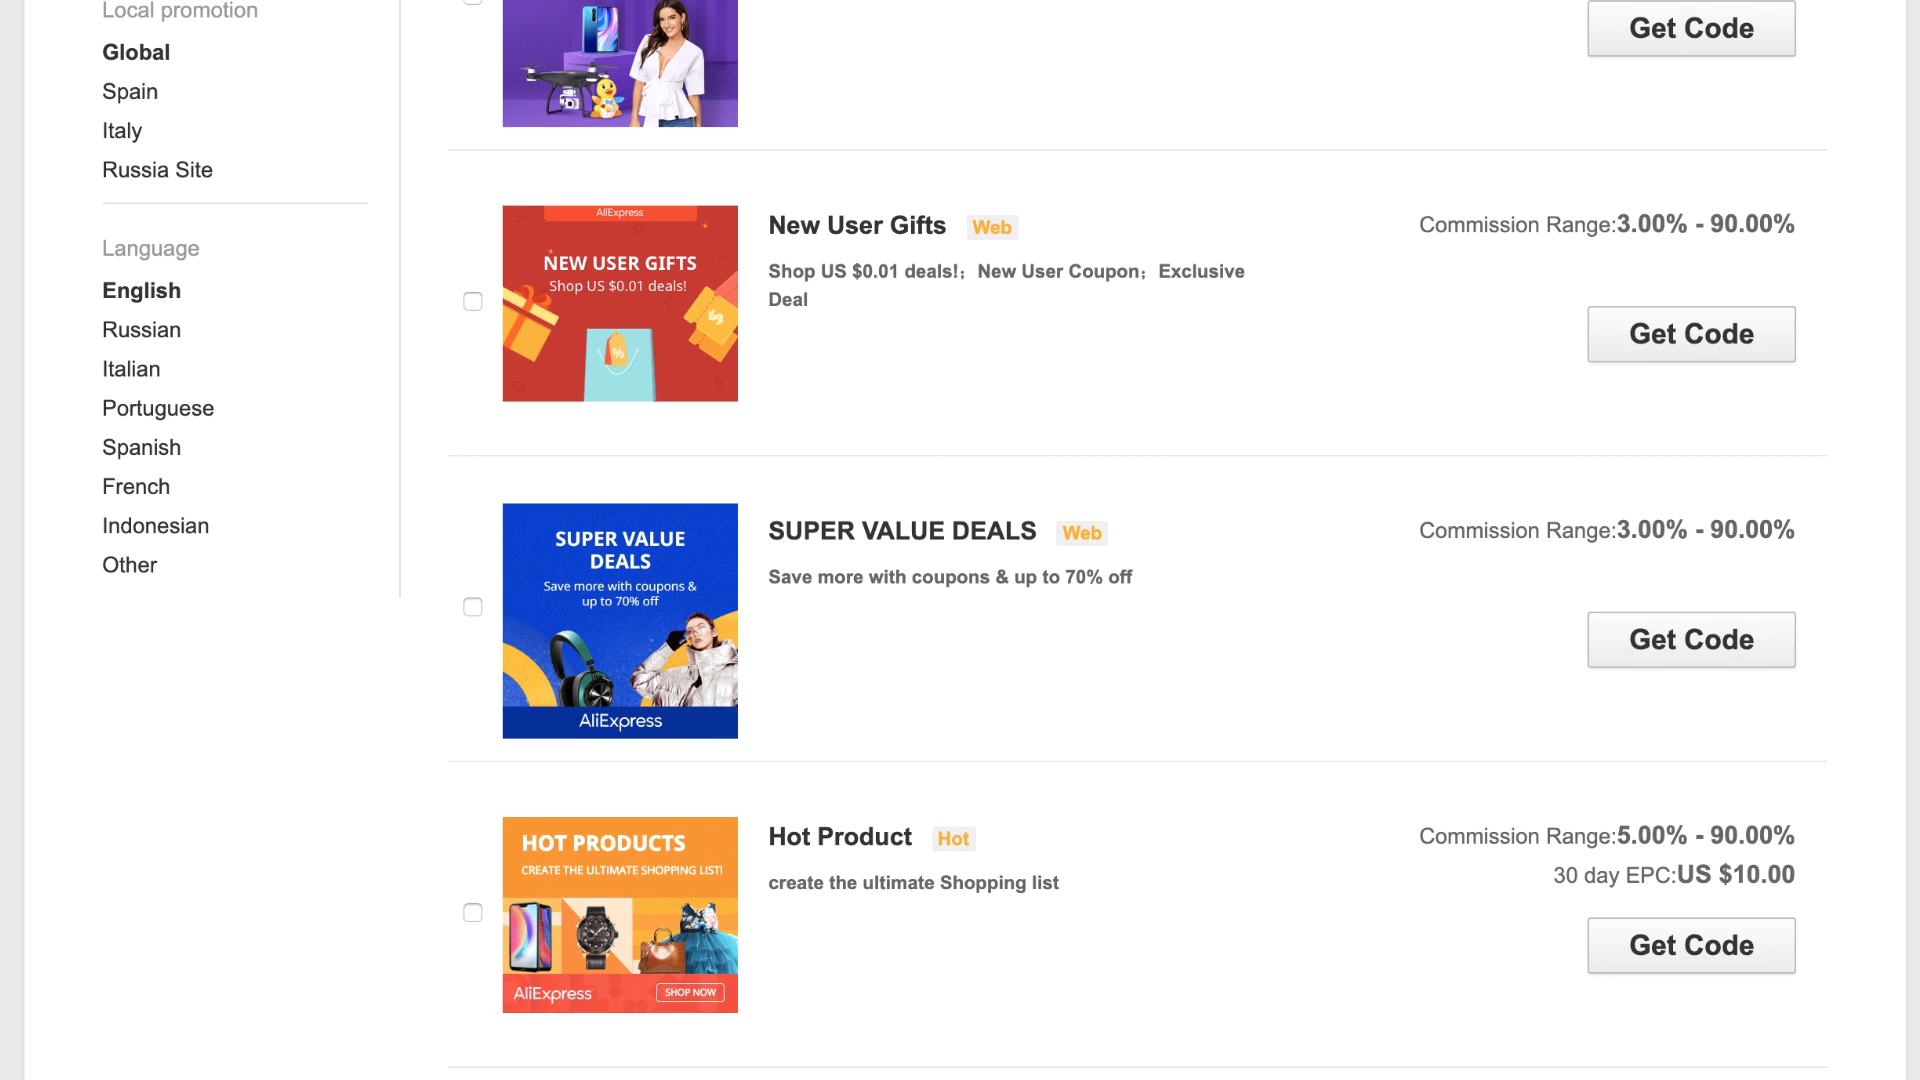 Local promotion
Global
Spain
Italy
Russia Site
Language
English
Russian
Italian
Portuguese
Spanish
French
Indonesian
Other
Get Code
AliExpress
NEW USER GIFTS
Shop US $0.01 deals!
$
%
New User Gifts Web
Shop US $0.01 deals!；New User Coupon；Exclusive
Deal
Commission Range:3.00% - 90.00%
Get Code
SUPER VALUE
DEALS
Save more with coupons &
up to 70% off
AliExpress
SUPER VALUE DEALS Web
Save more with coupons & up to 70% off
Commission Range:3.00% - 90.00%
Get Code
HOT PRODUCTS
CREATE THE ULTIMATE SHOPPING LIST!
AliExpress
SHOP NOW
Hot Product Hot
create the ultimate Shopping list
Commission Range:5.00% - 90.00%
30 day EPC:US $10.00
Get Code